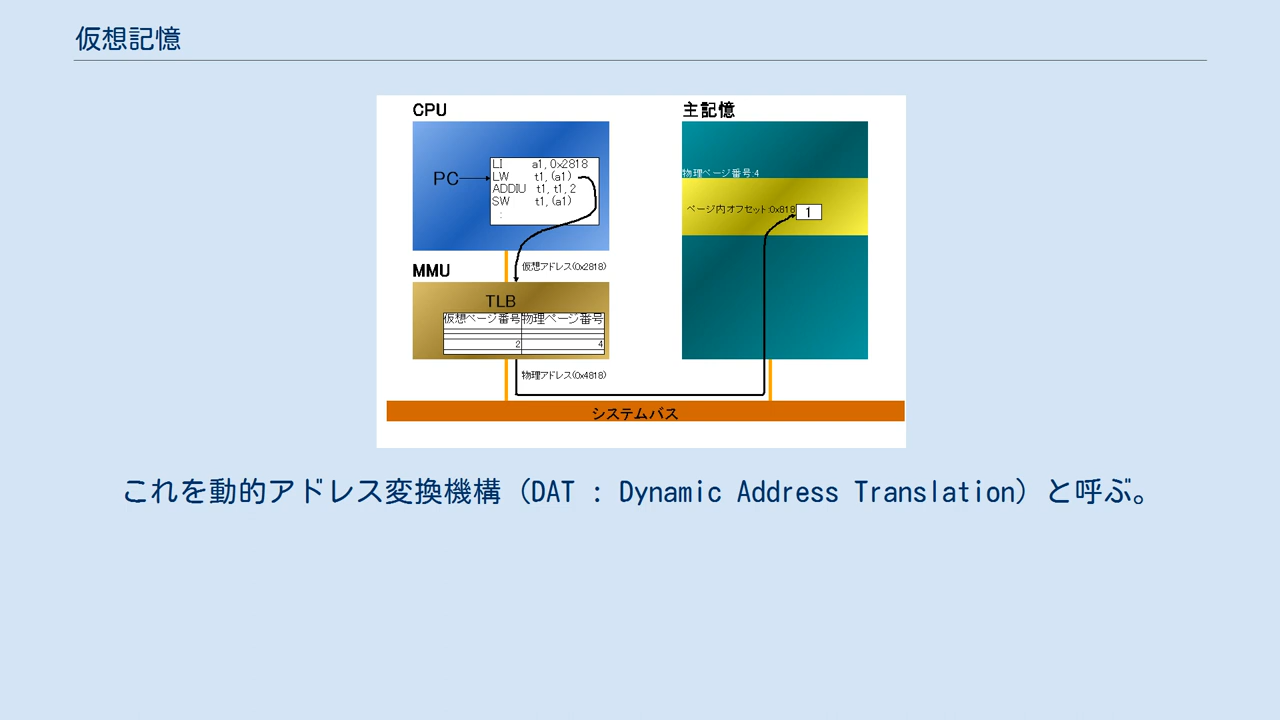 仮想記憶
CPU
PC
LI a1,0x2818
LW t1,(a1)
ADDIU t1,t1,2
SW t1,(a1)
:
仮想アドレス(0x2818)
MMU
TLB
仮想ページ番号 物理ページ番号
2 4
物理アドレス(0x4818)
主記憶
物理ページ番号:4
ページ内オフセット:0x818 1
システムバス
これを動的アドレス変換機構（DAT : Dynamic Address Translation）と呼ぶ。